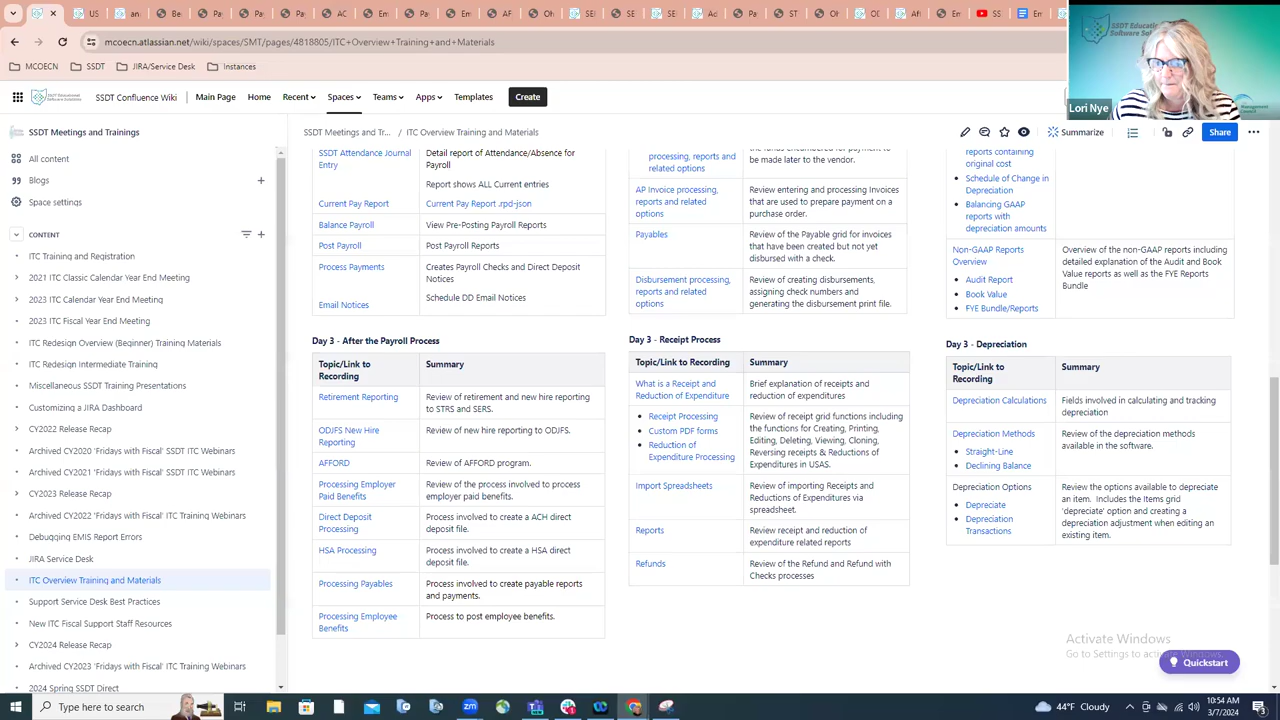 SS
Em
mcoecn.atlassian.net/wiki/spaces/SMT/pages/4818805/ITC+Overview+Training+and+Materials
MCOECN
SSDT
JIRA/Service Desk
Instances
SSDT Confluence Wiki
Main Page
Home
Recent
Spaces
Teams
Apps
Templates
Create
Lori Nye
SSDT Meetings and Trainings
All content
Blogs
Space settings
CONTENT
ITC Training and Registration
2021 ITC Classic Calendar Year End Meeting
2023 ITC Calendar Year End Meeting
2023 ITC Fiscal Year End Meeting
ITC Redesign Overview (Beginner) Training Materials
ITC Redesign Intermediate Training
Miscellaneous SSDT Training Presentations
Customizing a JIRA Dashboard
CY2022 Release Recap
Archived CY2020 'Fridays with Fiscal' SSDT Webinars
Archived CY2021 'Fridays with Fiscal' SSDT Webinars
CY2023 Release Recap
Archived CY2022 'Fridays with Fiscal' ITC Webinars
Debugging EMIS Report Errors
JIRA Service Desk
ITC Overview Training and Materials
Support Service Desk Best Practices
New ITC Fiscal Support Staff Resources
CY2024 Release Recap
Archived CY2023 'Fridays with Fiscal' ITC Training Webinars
2024 Spring SSDT Direct
SSDT Meetings and Tr... / ITC Overview Training and Materials
Summarize
Share
SSDT Attendance Journal
Entry
Detail report of Attendance/Absence for
Payroll
Report shows ALL Current entries
Current Pay Report
Current Pay Report .rpd-json
Balance Payroll
View Pre-Posting Payroll Reports
Post Payroll
Post Payroll Reports
Process Payments
Creates Payroll Checks and Direct Deposit
Notices
Email Notices
Schedule DD Email Notices
Day 3 - After the Payroll Process
Topic/Link to
Recording
Summary
Retirement Reporting
Review of retirement and new hire reporting
to STRS and SERS.
ODJFS New Hire
Reporting
Review of new hire reporting to ODJFS.
AFFORD
Review of AFFORD program.
Processing Employer
Paid Benefits
Review of the process involved to process
employer paid benefits.
Direct Deposit
Processing
Process involved to create a ACH direct
deposit file.
HSA Processing
Process involved to create a HSA direct
deposit file.
Processing Payables
Process involved to create payable reports
and payments.
Processing Employee
Benefits
Process to post employee benefits.
processing, reports and
related options
the funds encumbered for payment to
be made later to the vendor.
AP Invoice processing,
reports and related
options
Review entering and processing Invoices
that are used to prepare payment on a
purchase order.
Payables
Review of the Payable grid for invoices
that have been created but not yet
disbursed with a check.
Disbursement processing,
reports and related
options
Review of creating disbursements,
assigning check numbers and
generating the disbursement print file.
Day 3 - Receipt Process
Topic/Link to Recording
Summary
What is a Receipt and
Reduction of Expenditure
Brief explanation of receipts and
reduction of expenditures
Receipt Processing
Custom PDF forms
Reduction of
Expenditure Processing
Review of receipt grid functions including
the functions for Creating, Printing,
Editing, Deleting, Viewing, Cloning,
Reversing receipts & Reductions of
Expenditures in USAS.
Import Spreadsheets
Review of importing Receipts and
Reductions of Expenditures via
spreadsheet.
Reports
Review receipt and reduction of
expenditure related reports
Refunds
Review of the Refund and Refund with
Checks processes
reports containing
original cost
Schedule of Change in
Depreciation
Balancing GAAP
reports with
depreciation amounts
Non-GAAP Reports
Overview
Audit Report
Book Value
FYE Bundle/Reports
Overview of the non-GAAP reports including
detailed explanation of the Audit and Book
Value reports as well as the FYE Reports
Bundle
Day 3 - Depreciation
Topic/Link to
Recording
Summary
Depreciation Calculations
Fields involved in calculating and tracking
depreciation
Depreciation Methods
Straight-Line
Declining Balance
Review of the depreciation methods
available in the software.
Depreciation Options
Depreciate
Depreciation
Transactions
Review the options available to depreciate
an item. Includes the Items grid
'depreciate' option and creating a
depreciation adjustment when editing an
existing item.
Activate Windows
Go to Settings to activate Windows.
Quickstart
Type here to search
44°F Cloudy
10:54 AM
3/7/2024